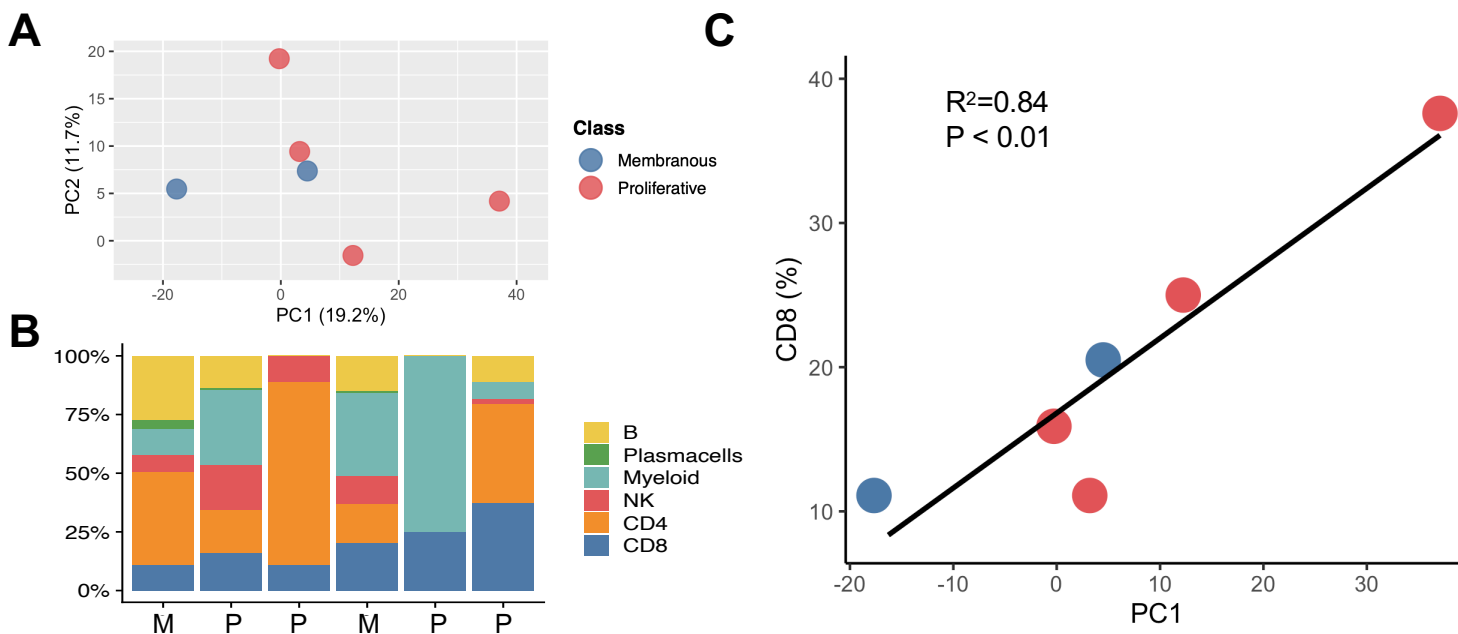 A
20
15
10
5
0
PC2 (11.7%)
-20
0
20
40
PC1 (19.2%)
Class
Membranous
Proliferative
B
100%
75%
50%
25%
0%
M
P
P
M
P
P
B
Plasmacells
Myeloid
NK
CD4
CD8
C
R²=0.84
P < 0.01
40
30
20
10
CD8 (%)
-20
-10
0
10
20
30
PC1